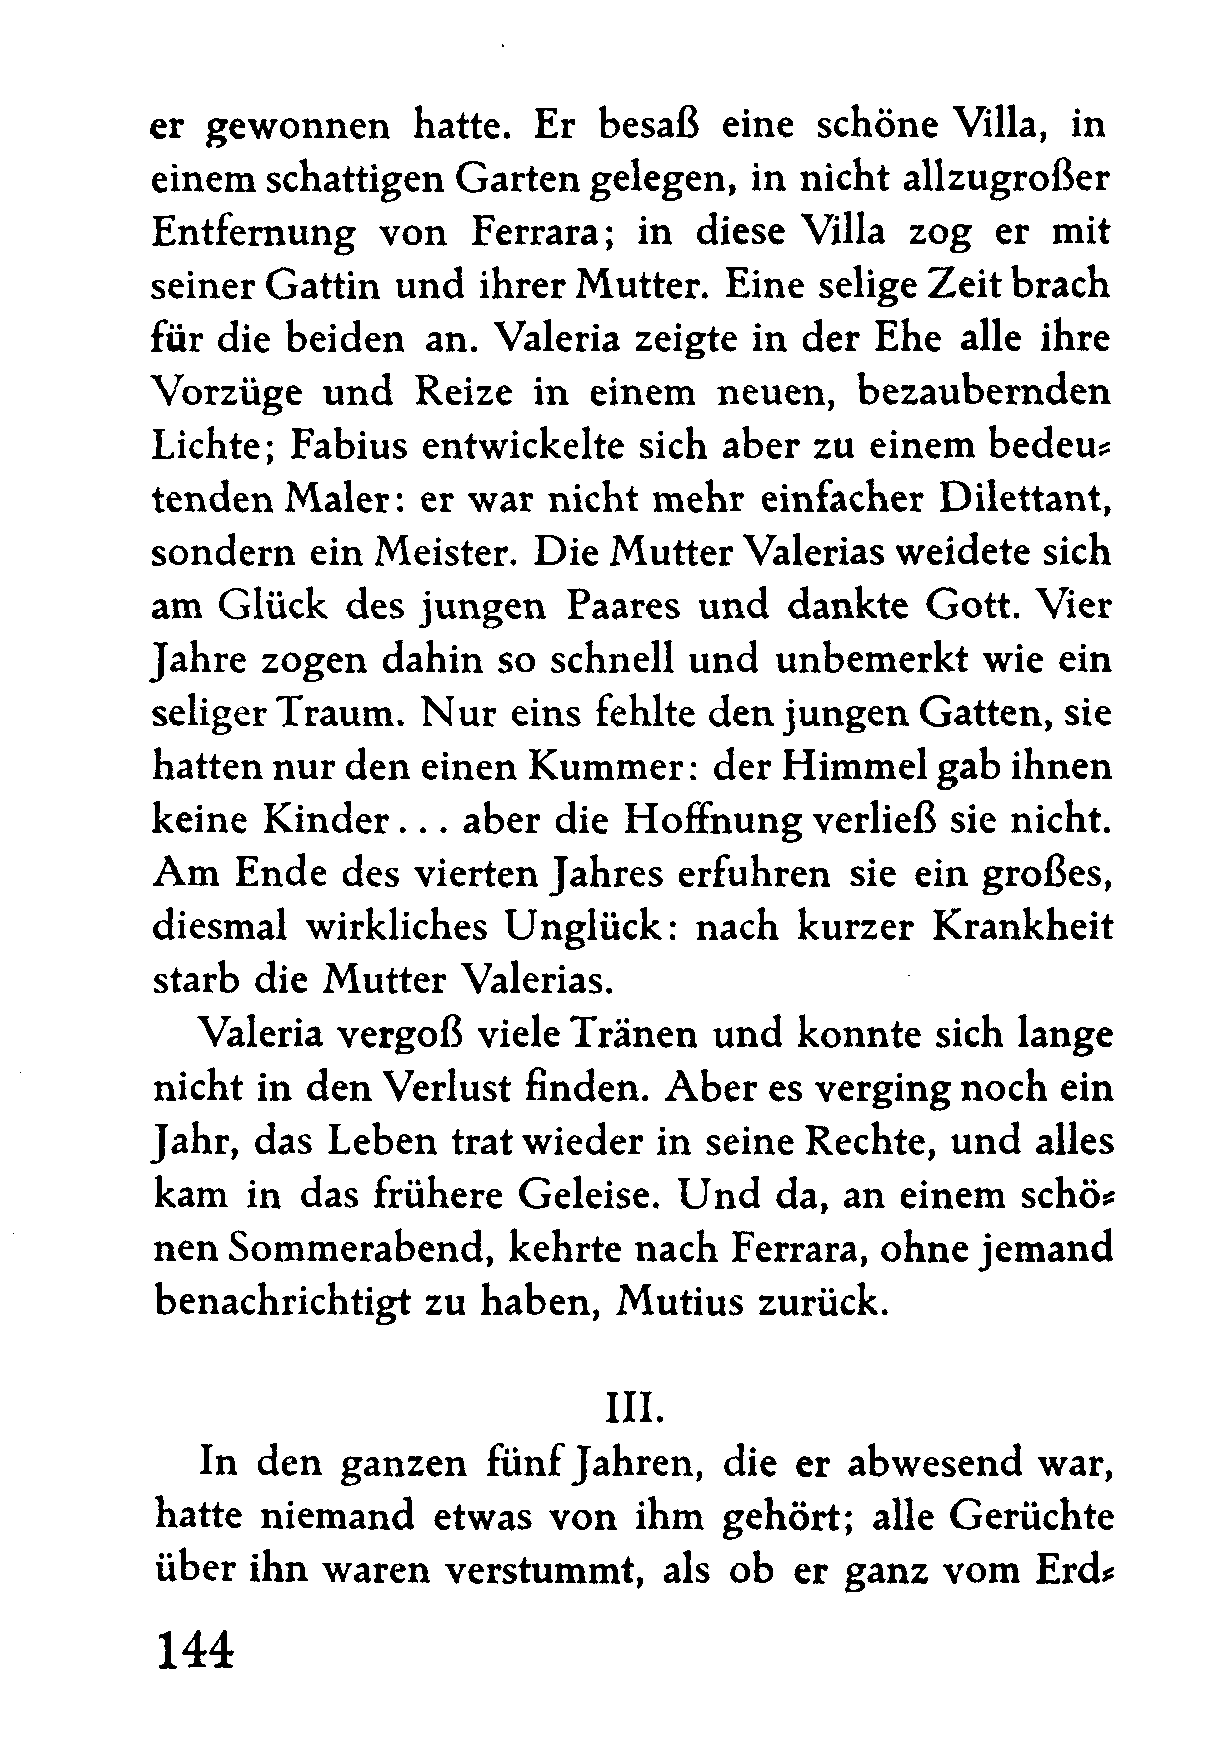 er gewonnen hatte. Er besaß eine schöne Villa, in
einem schattigen Garten gelegen, in nicht allzugroßer
Entfernung von Ferrara; in diese Villa zog er mit
seiner Gattin und ihrer Mutter. Eine selige Zeit brach
für die beiden an. Valeria zeigte in der Ehe alle ihre
Vorzüge und Reize in einem neuen, bezaubernden
Lichte; Fabius entwickelte sich aber zu einem bedeu⸗
tenden Maler: er war nicht mehr einfacher Dilettant,
sondern ein Meister. Die Mutter Valerias weidete sich
am Glück des jungen Paares und dankte Gott. Vier
Jahre zogen dahin so schnell und unbemerkt wie ein
seliger Traum. Nur eins fehlte den jungen Gatten, sie
hatten nur den einen Kummer: der Himmel gab ihnen
keine Kinder... aber die Hoffnung verließ sie nicht.
Am Ende des vierten Jahres erfuhren sie ein großes,
diesmal wirkliches Unglück: nach kurzer Krankheit
starb die Mutter Valerias.
Valeria vergoß viele Tränen und konnte sich lange
nicht in den Verlust finden. Aber es verging noch ein
Jahr, das Leben trat wieder in seine Rechte, und alles
kam in das frühere Geleise. Und da, an einem schö⸗
nen Sommerabend, kehrte nach Ferrara, ohne jemand
benachrichtigt zu haben, Mutius zurück.
III.
In den ganzen fünf Jahren, die er abwesend war,
hatte niemand etwas von ihm gehört; alle Gerüchte
über ihn waren verstummt, als ob er ganz vom Erd⸗
144